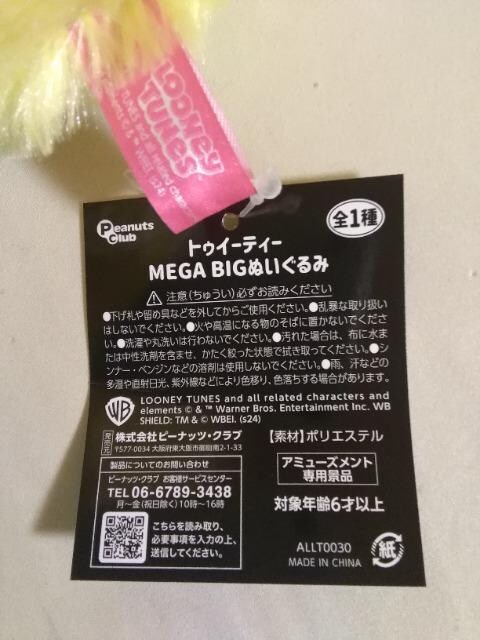 LOONEY
TUNES
Peanuts
Club
全1種
トゥイーティー
MEGA BIGぬいぐるみ
注意(ちゅうい)必ずお読みください
●下げ札や留め具などを外してからご使用ください。●乱暴な取り扱い
はしないでください。●火や高温になる物のそばに置かないでくださ
い。●洗濯や丸洗いは行わないでください。●汚れた場合は、布に水ま
たは中性洗剤を含ませ、かたく絞った状態で拭き取ってください。●シ
ンナー・ベンジンなどの溶剤は使用しないでください。●雨、汗などの
多湿や直射日光、紫外線などにより色移り、色落ちする場合があります。
LOONEY TUNES and all related characters and
elements © & ™ Warner Bros. Entertainment Inc. WB
SHIELD: TM & © WBEI. (s24)
WB
発売元
株式会社ピーナッツ・クラブ
〒577-0034 大阪府東大阪市御厨南2-1-33
【素材】ポリエステル
製品についてのお問い合わせ
ピーナッツ・クラブ お客様サービスセンター
TEL 06-6789-3438
月～金(祝日除く)10時～16時
こちらを読み取り、
必要事項を入力の上、
送信してください。
アミューズメント
専用景品
対象年齢6才以上
ALLT0030
MADE IN CHINA
紙